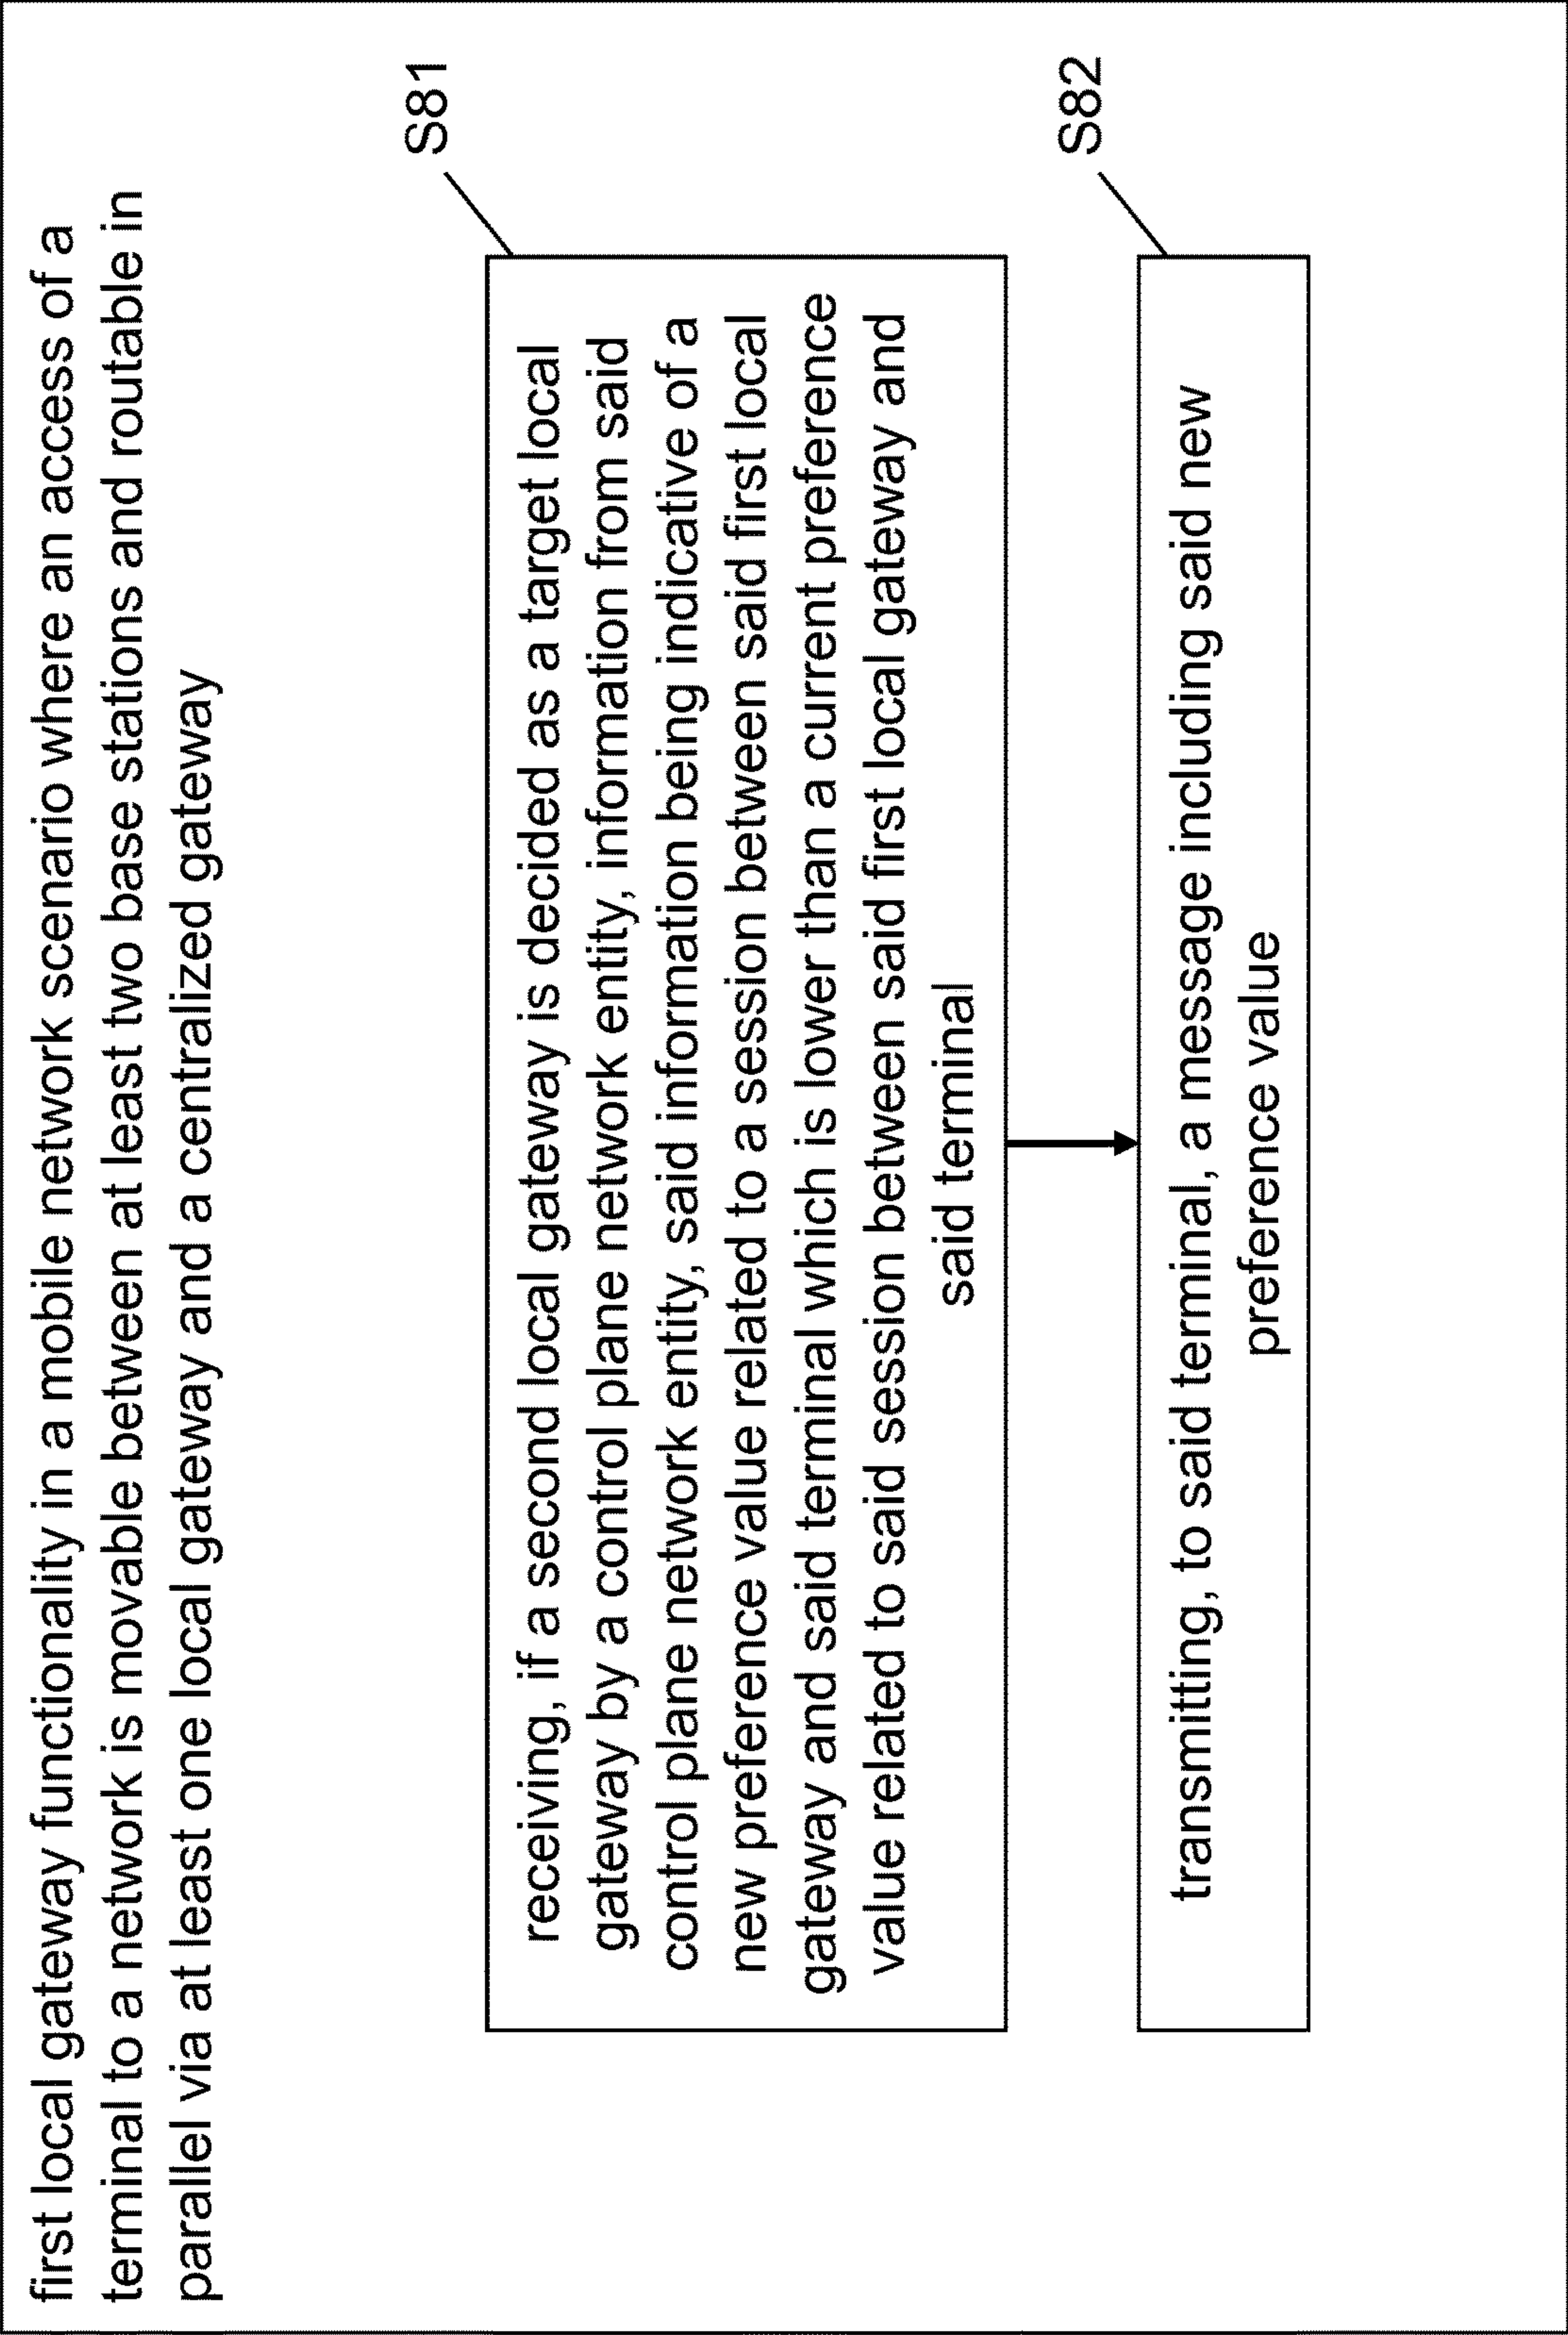 first local gateway functionality in a mobile network scenario where an access of a
terminal to a network is movable between at least two base stations and routable in
parallel via at least one local gateway and a centralized gateway
S81
receiving, if a second local gateway is decided as a target local
gateway by a control plane network entity, information from said
control plane network entity, said information being indicative of a
new preference value related to a session between said first local
gateway and said terminal which is lower than a current preference
value related to said session between said first local gateway and
said terminal
S82
transmitting, to said terminal, a message including said new
preference value